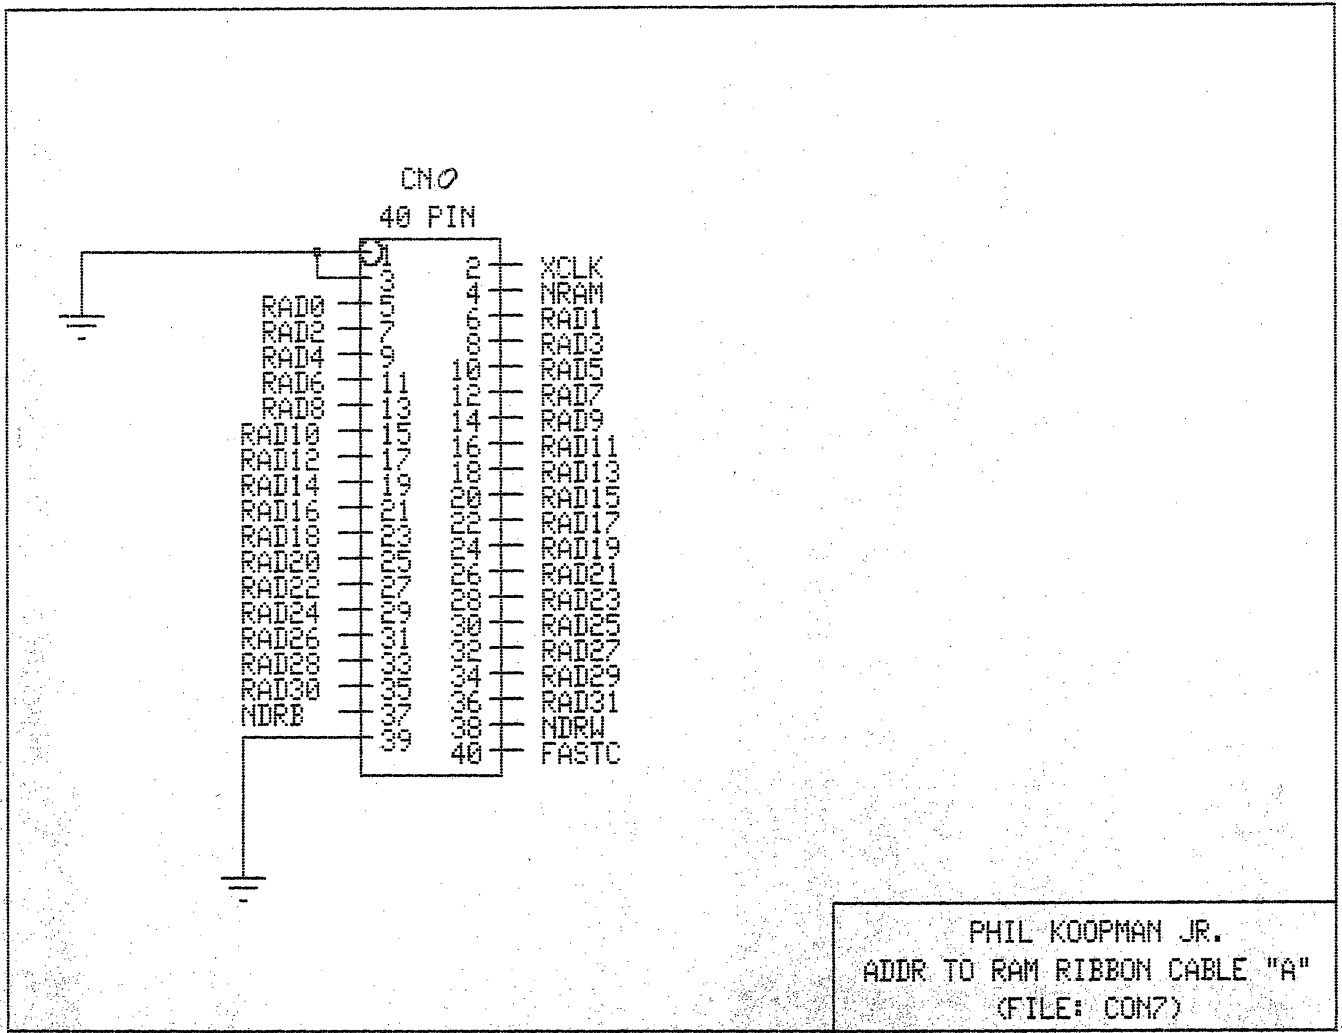 CN0
40 PIN
1
2 XCLK
3
4 NRAM
RAD0 5
6 RAD1
RAD2 7
8 RAD3
RAD4 9
10 RAD5
RAD6 11
12 RAD7
RAD8 13
14 RAD9
RAD10 15
16 RAD11
RAD12 17
18 RAD13
RAD14 19
20 RAD15
RAD16 21
22 RAD17
RAD18 23
24 RAD19
RAD20 25
26 RAD21
RAD22 27
28 RAD23
RAD24 29
30 RAD25
RAD26 31
32 RAD27
RAD28 33
34 RAD29
RAD30 35
36 RAD31
NDRB 37
38 NDRW
39
40 FASTC
PHIL KOOPMAN JR.
ADDR TO RAM RIBBON CABLE "A"
(FILE: CON7)